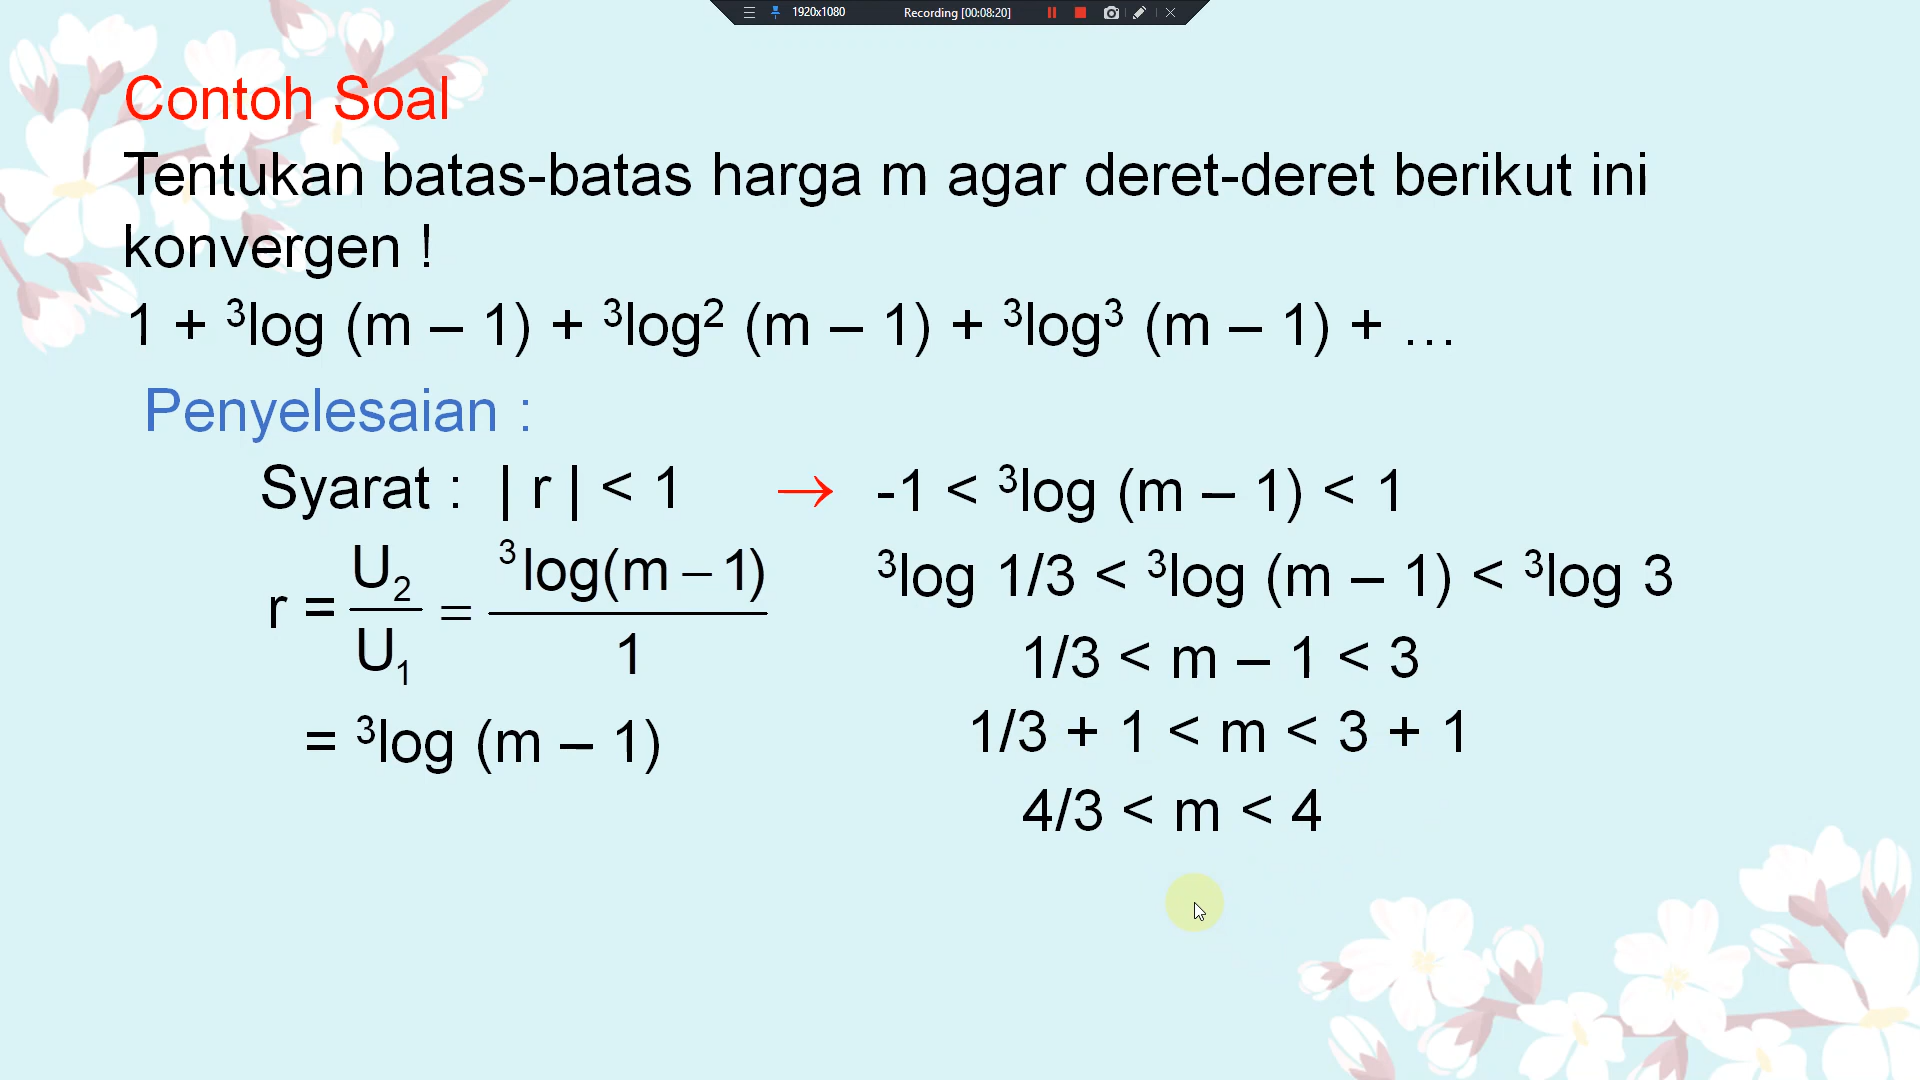 1920x1080 Recording [00:08:20]
Contoh Soal
Tentukan batas-batas harga m agar deret-deret berikut ini
konvergen !
1 + ³log (m – 1) + ³log² (m – 1) + ³log³ (m – 1) + …
Penyelesaian :
Syarat : | r | < 1 → -1 < ³log (m – 1) < 1
r = U₂/U₁ = ³log(m – 1)/1
= ³log (m – 1)
³log 1/3 < ³log (m – 1) < ³log 3
1/3 < m – 1 < 3
1/3 + 1 < m < 3 + 1
4/3 < m < 4